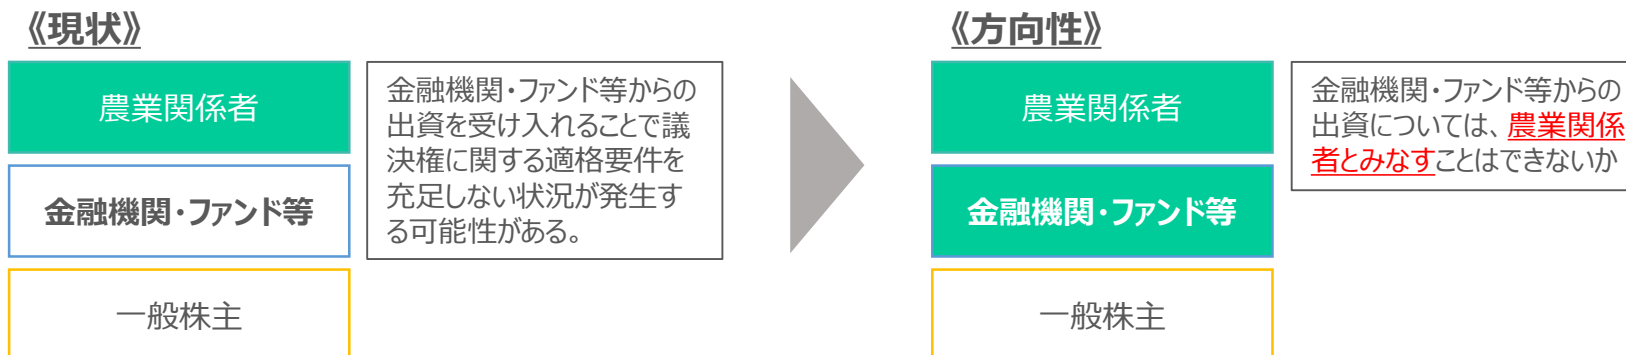 《現状》
農業関係者
金融機関・ファンド等
一般株主
金融機関・ファンド等からの
出資を受け入れることで議
決権に関する適格要件を
充足しない状況が発生す
る可能性がある。
《方向性》
農業関係者
金融機関・ファンド等
一般株主
金融機関・ファンド等からの
出資については、農業関係
者とみなすことはできないか